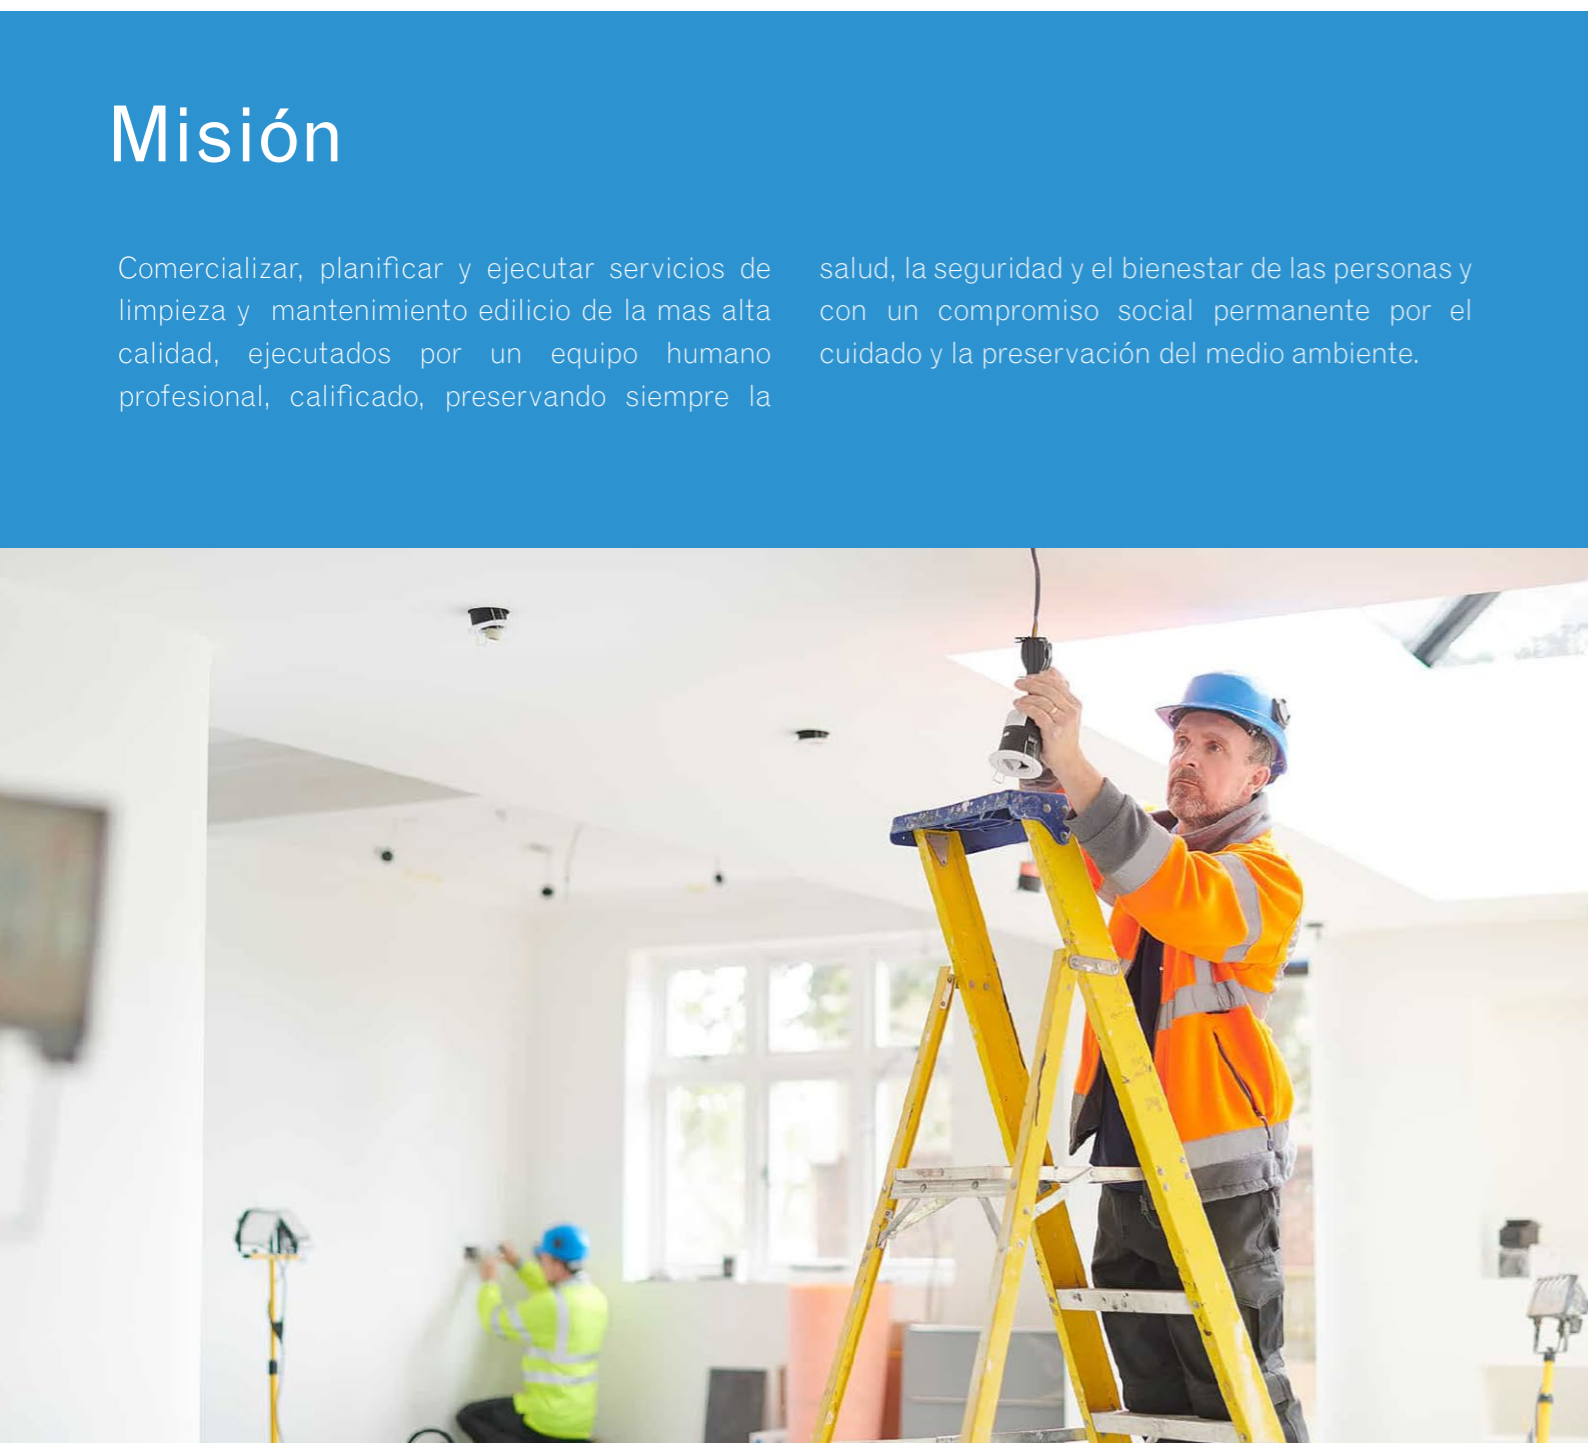 Misión
Comercializar, planificar y ejecutar servicios de
limpieza y mantenimiento edilicio de la mas alta
calidad, ejecutados por un equipo humano
profesional, calificado, preservando siempre la
salud, la seguridad y el bienestar de las personas y
con un compromiso social permanente por el
cuidado y la preservación del medio ambiente.